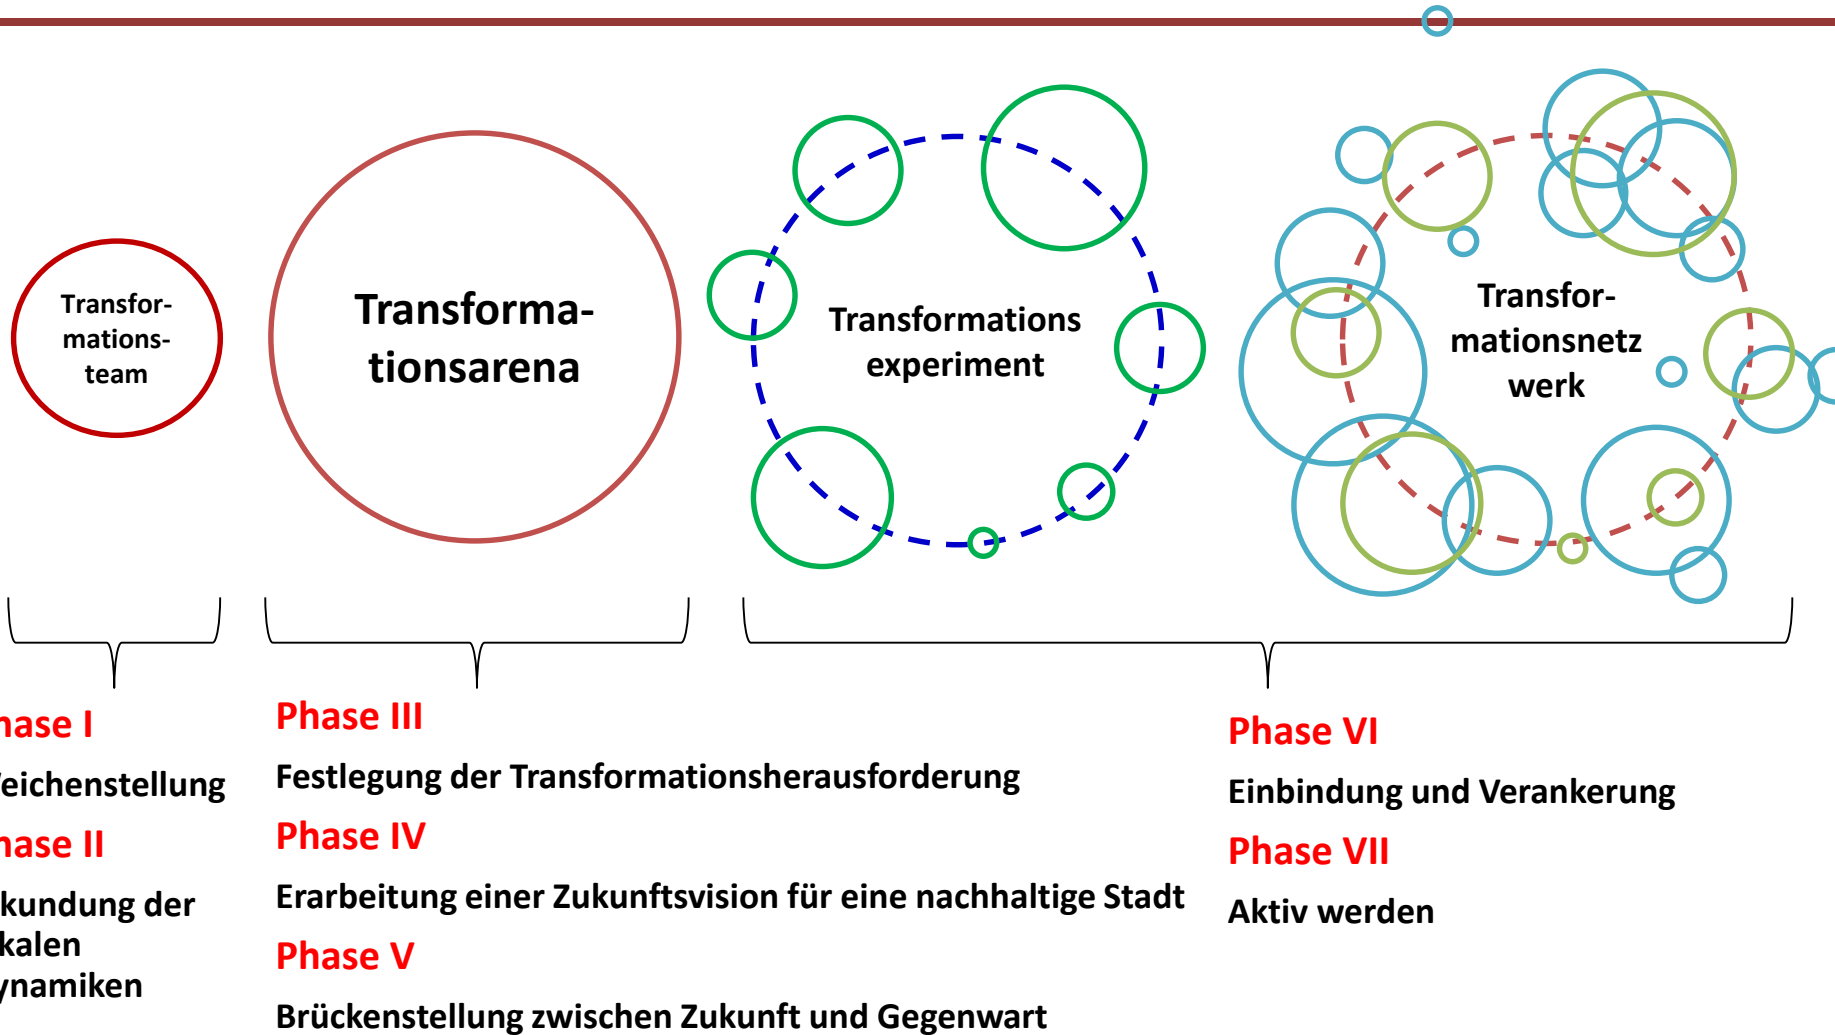 Transfor-
mations-
team
Transforma-
tionsarena
Transformations
experiment
Transfor-
mationsnetz
werk
hase I
eichenstellung
hase II
kundung der
kalen
ynamiken
Phase III
Festlegung der Transformationsherausforderung
Phase IV
Erarbeitung einer Zukunftsvision für eine nachhaltige Stadt
Phase V
Brückenstellung zwischen Zukunft und Gegenwart
Phase VI
Einbindung und Verankerung
Phase VII
Aktiv werden